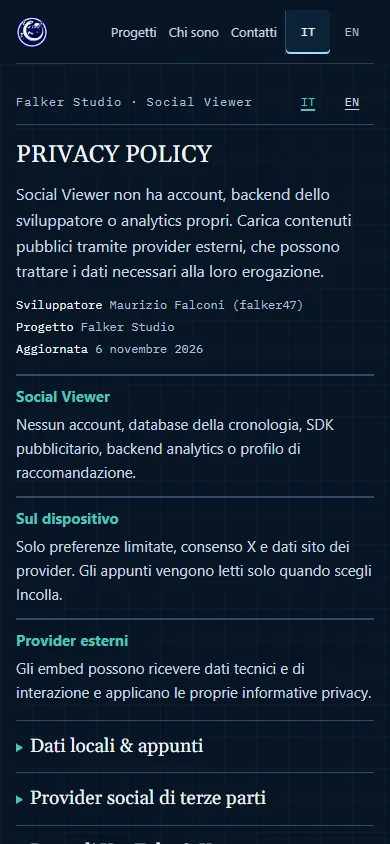 Progetti Chi sono Contatti IT EN
Falker Studio · Social Viewer IT EN
PRIVACY POLICY
Social Viewer non ha account, backend dello
sviluppatore o analytics propri. Carica contenuti
pubblici tramite provider esterni, che possono
trattare i dati necessari alla loro erogazione.
Sviluppatore Maurizio Falconi (falker47)
Progetto Falker Studio
Aggiornata 6 novembre 2026
Social Viewer
Nessun account, database della cronologia, SDK
pubblicitario, backend analytics o profilo di
raccomandazione.
Sul dispositivo
Solo preferenze limitate, consenso X e dati sito dei
provider. Gli appunti vengono letti solo quando scegli
Incolla.
Provider esterni
Gli embed possono ricevere dati tecnici e di
interazione e applicano le proprie informative privacy.
Dati locali & appunti
Provider social di terze parti